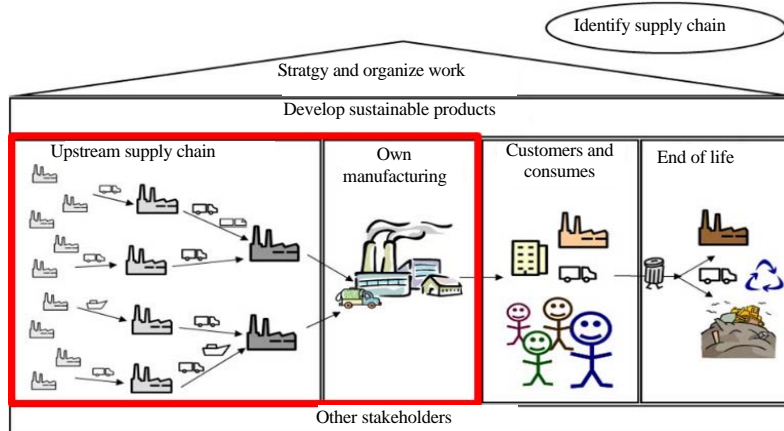 Identify supply chain
Stratgy and organize work
Develop sustainable products
Upstream supply chain
Own
manufacturing
Customers and
consumes
End of life
Other stakeholders